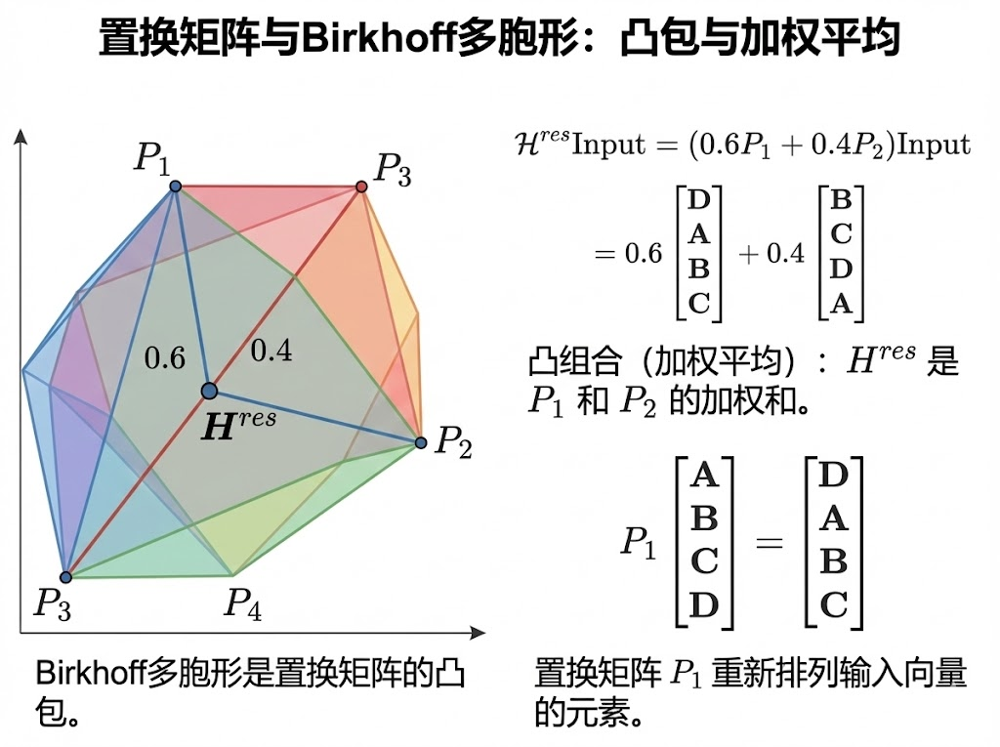 置换矩阵与Birkhoff多胞形：凸包与加权平均
P₁
P₃
0.6
0.4
Hʳᵉˢ
P₂
P₃
P₄
Birkhoff多胞形是置换矩阵的凸
包。
ℋʳᵉˢInput = (0.6P₁ + 0.4P₂)Input
= 0.6 [D A B C] + 0.4 [B C D A]
凸组合（加权平均）：Hʳᵉˢ 是
P₁ 和 P₂ 的加权和。
P₁ [A B C D] = [D A B C]
置换矩阵 P₁ 重新排列输入向量
的元素。